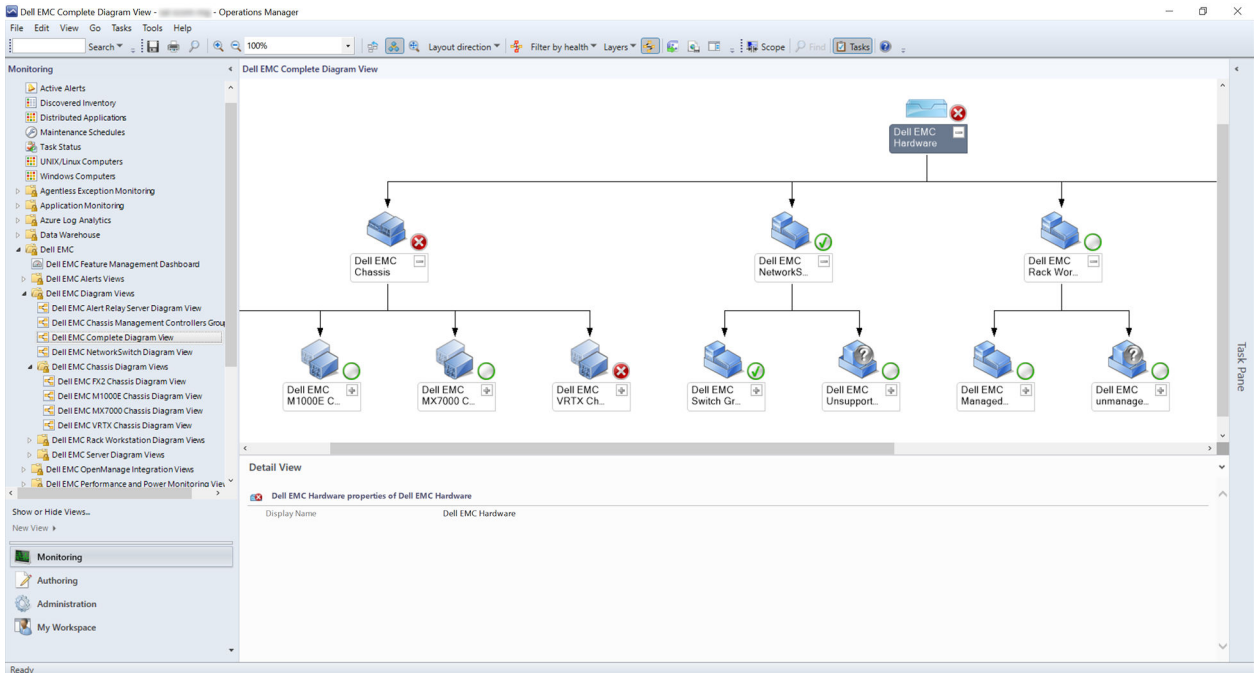 Dell EMC Complete Diagram View - - Operations Manager
File Edit View Go Tasks Tools Help
Search 100% Layout direction Filter by health Layers Scope Find Tasks
Monitoring
Active Alerts
Discovered Inventory
Distributed Applications
Maintenance Schedules
Task Status
UNIX/Linux Computers
Windows Computers
Agentless Exception Monitoring
Application Monitoring
Azure Log Analytics
Data Warehouse
Dell EMC
Dell EMC Feature Management Dashboard
Dell EMC Alerts Views
Dell EMC Diagram Views
Dell EMC Alert Relay Server Diagram View
Dell EMC Chassis Management Controllers Grou
Dell EMC Complete Diagram View
Dell EMC NetworkSwitch Diagram View
Dell EMC Chassis Diagram Views
Dell EMC FX2 Chassis Diagram View
Dell EMC M1000E Chassis Diagram View
Dell EMC MX7000 Chassis Diagram View
Dell EMC VRTX Chassis Diagram View
Dell EMC Rack Workstation Diagram Views
Dell EMC Server Diagram Views
Dell EMC OpenManage Integration Views
Dell EMC Performance and Power Monitoring Viev
Show or Hide Views...
New View
Monitoring
Authoring
Administration
My Workspace
Ready
Dell EMC Complete Diagram View
Dell EMC
Hardware
Dell EMC
Chassis
Dell EMC
NetworkS...
Dell EMC
Rack Wor...
Dell EMC
M1000E C...
Dell EMC
MX7000 C...
Dell EMC
VRTX Ch...
Dell EMC
Switch Gr...
Dell EMC
Unsupport...
Dell EMC
Managed...
Dell EMC
unmanage...
Detail View
Dell EMC Hardware properties of Dell EMC Hardware
Display Name Dell EMC Hardware
Task Pane